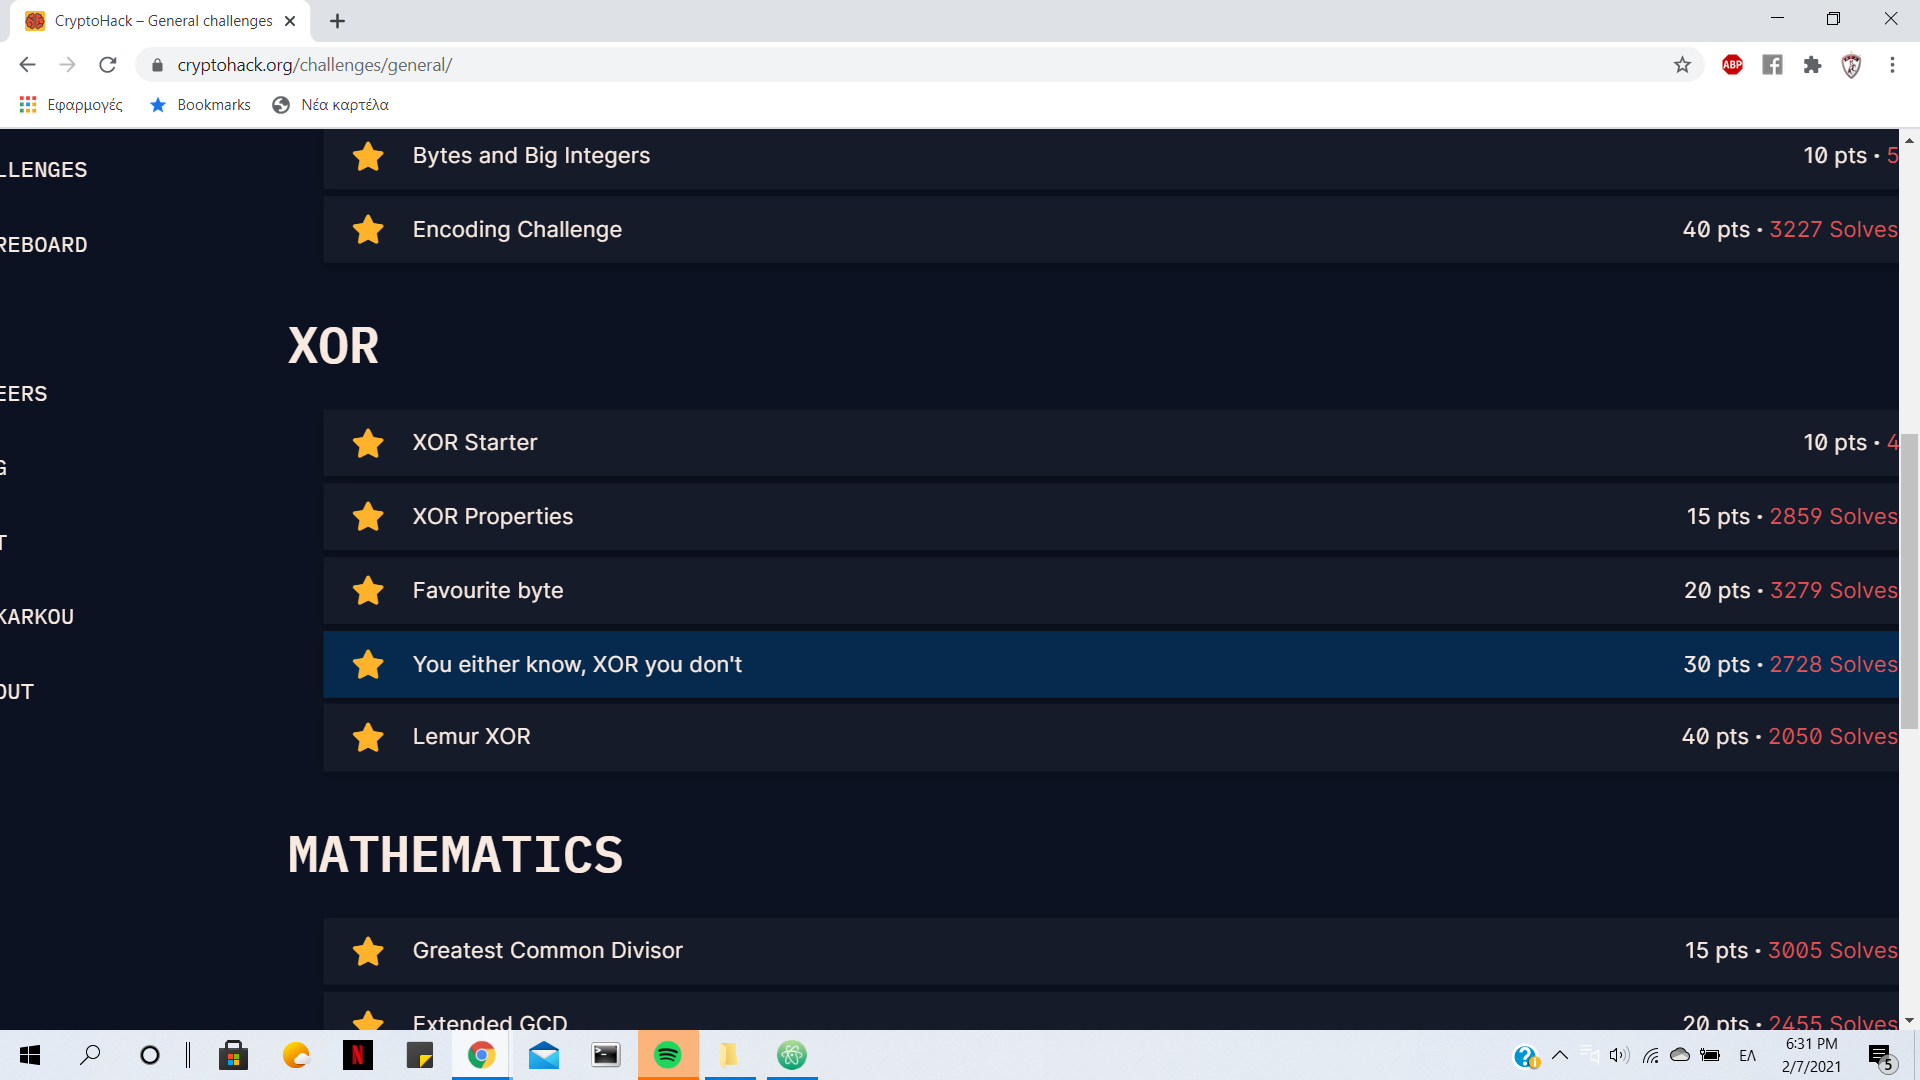 CryptoHack – General challenges
cryptohack.org/challenges/general/
ABP
Εφαρμογές
Bookmarks
Νέα καρτέλα
LLENGES
REBOARD
EERS
G
T
KARKOU
OUT
Bytes and Big Integers 10 pts • 5
Encoding Challenge 40 pts • 3227 Solves
XOR
XOR Starter 10 pts • 4
XOR Properties 15 pts • 2859 Solves
Favourite byte 20 pts • 3279 Solves
You either know, XOR you don't 30 pts • 2728 Solves
Lemur XOR 40 pts • 2050 Solves
MATHEMATICS
Greatest Common Divisor 15 pts • 3005 Solves
Extended GCD 20 pts • 2455 Solves
N
ΕΛ
6:31 PM
2/7/2021
5